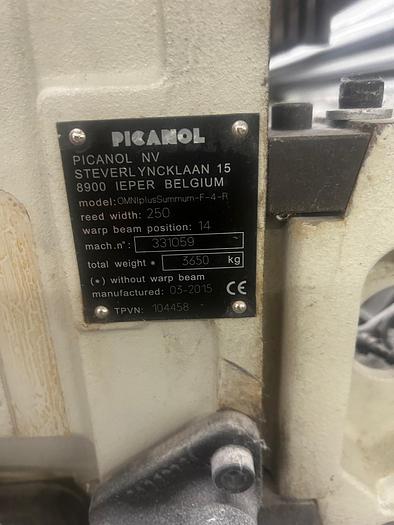 PICANOL
PICANOL NV
STEVERLYNCKLAAN 15
8900 IEPER BELGIUM
model: OMNIplusSummum-F-4-R
reed width: 250
warp beam position: 14
mach.n°: 331059
total weight * 3650 kg
(*) without warp beam
manufactured: 03-2015 CE
TPVN: 104458